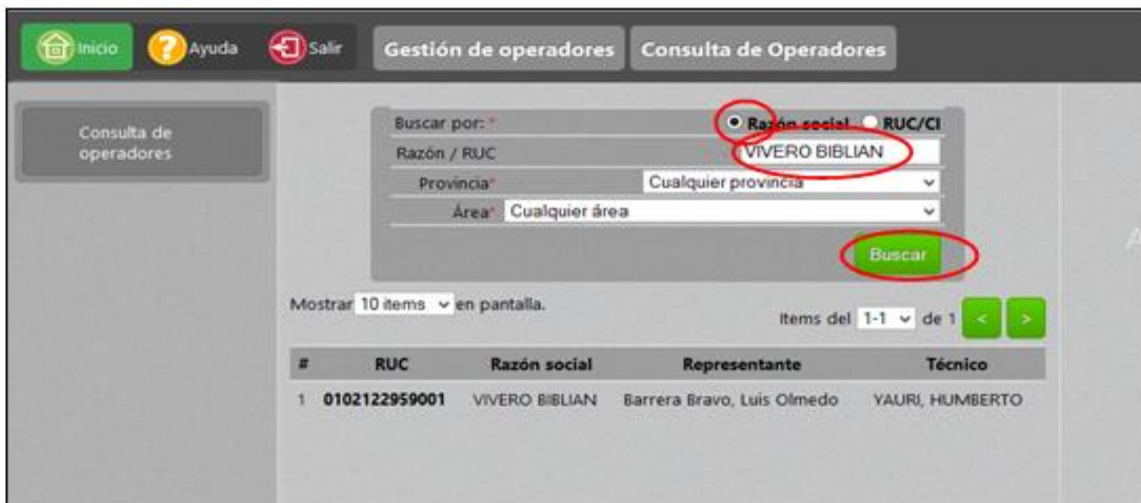 Inicio Ayuda Salir Gestión de operadores Consulta de Operadores
Consulta de
operadores
Buscar por: * Razón social RUC/CI
Razón / RUC VIVERO BIBLIAN
Provincia* Cualquier provincia
Área* Cualquier área
Buscar
Mostrar 10 items en pantalla.
Items del 1-1 de 1 < >
# RUC Razón social Representante Técnico
1 0102122959001 VIVERO BIBLIAN Barrera Bravo, Luis Olmedo YAURI, HUMBERTO